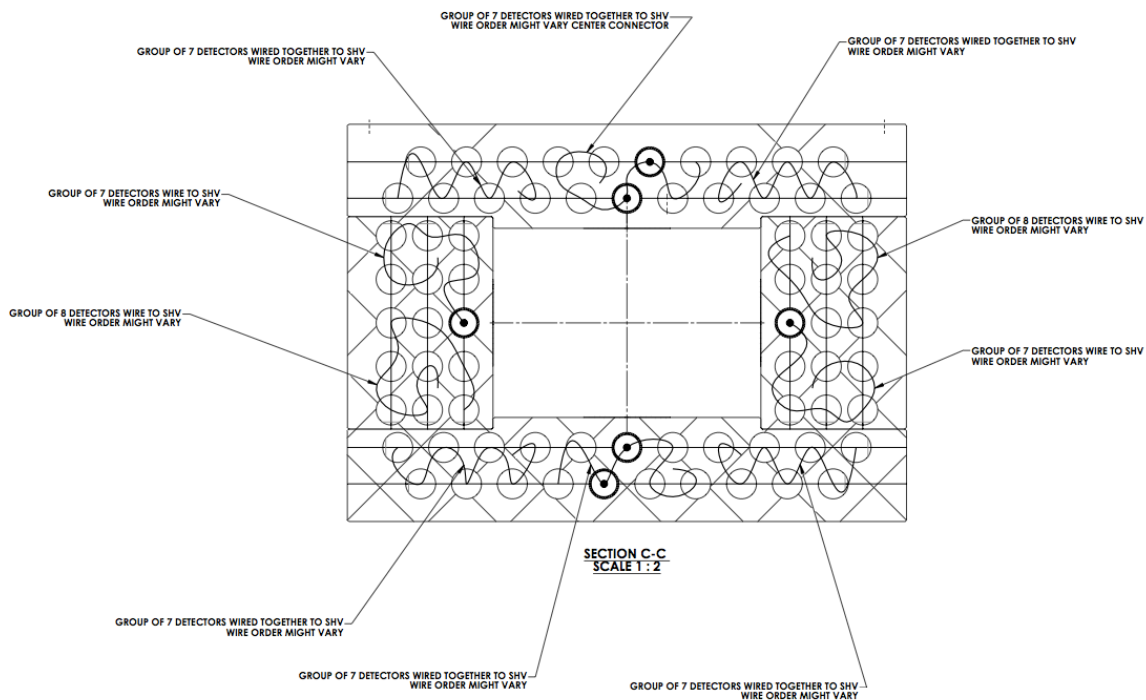 GROUP OF 7 DETECTORS WIRED TOGETHER TO SHV
WIRE ORDER MIGHT VARY CENTER CONNECTOR
GROUP OF 7 DETECTORS WIRED TOGETHER TO SHV
WIRE ORDER MIGHT VARY
GROUP OF 7 DETECTORS WIRED TOGETHER TO SHV
WIRE ORDER MIGHT VARY
GROUP OF 7 DETECTORS WIRE TO SHV
WIRE ORDER MIGHT VARY
GROUP OF 8 DETECTORS WIRE TO SHV
WIRE ORDER MIGHT VARY
GROUP OF 8 DETECTORS WIRE TO SHV
WIRE ORDER MIGHT VARY
GROUP OF 7 DETECTORS WIRE TO SHV
WIRE ORDER MIGHT VARY
SECTION C-C
SCALE 1 : 2
GROUP OF 7 DETECTORS WIRED TOGETHER TO SHV
WIRE ORDER MIGHT VARY
GROUP OF 7 DETECTORS WIRED TOGETHER TO SHV
WIRE ORDER MIGHT VARY
GROUP OF 7 DETECTORS WIRED TOGETHER TO SHV
WIRE ORDER MIGHT VARY